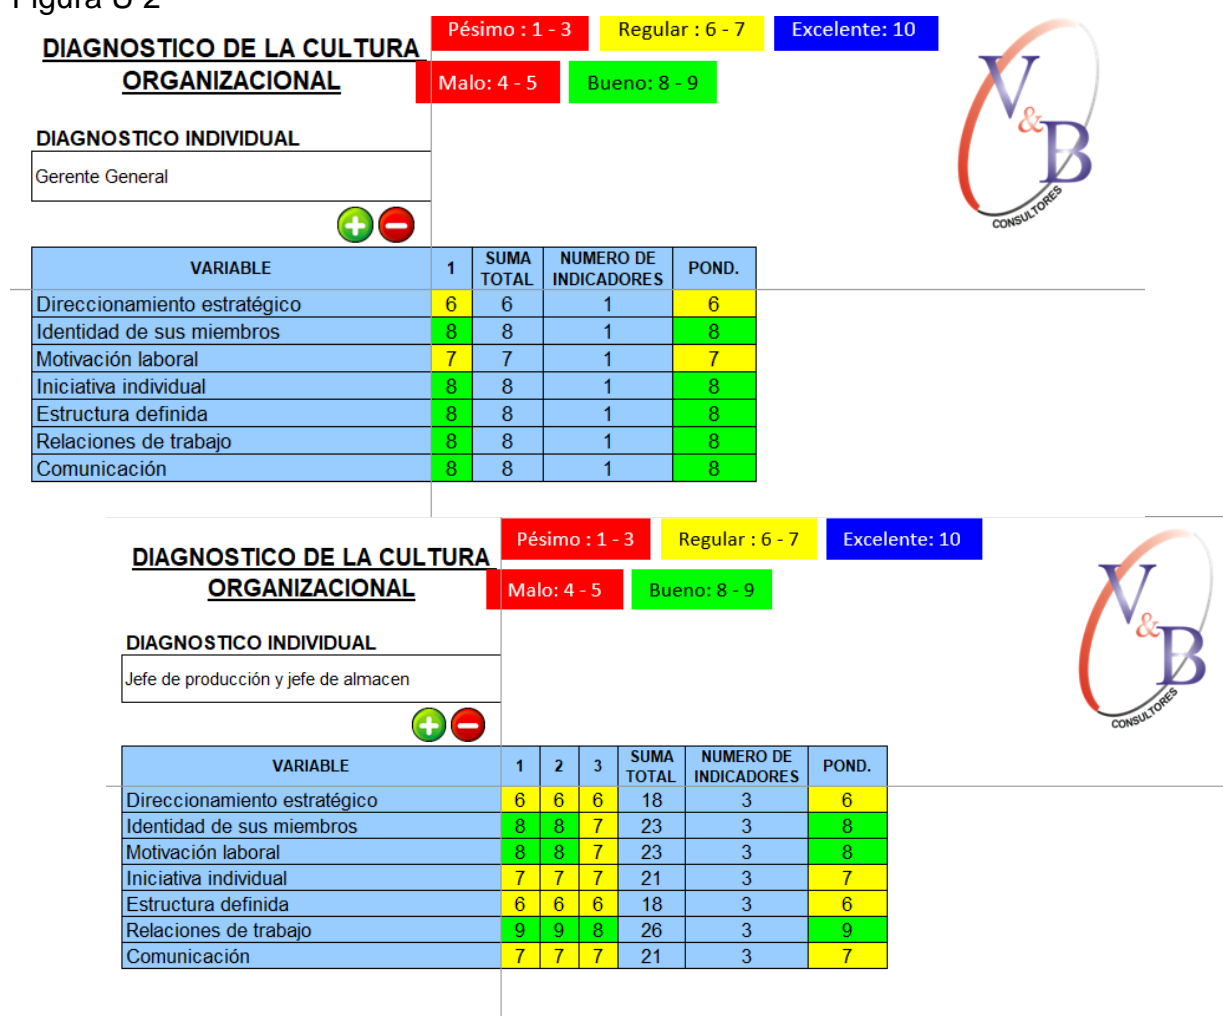 Figura U 2
DIAGNOSTICO DE LA CULTURA
ORGANIZACIONAL
Pésimo : 1 - 3
Regular : 6 - 7
Excelente: 10
Malo: 4 - 5
Bueno: 8 - 9
V&B
CONSULTORES
DIAGNOSTICO INDIVIDUAL
Gerente General
VARIABLE 1 SUMA TOTAL NUMERO DE INDICADORES POND.
Direccionamiento estratégico 6 6 1 6
Identidad de sus miembros 8 8 1 8
Motivación laboral 7 7 1 7
Iniciativa individual 8 8 1 8
Estructura definida 8 8 1 8
Relaciones de trabajo 8 8 1 8
Comunicación 8 8 1 8
DIAGNOSTICO DE LA CULTURA
ORGANIZACIONAL
Pésimo : 1 - 3
Regular : 6 - 7
Excelente: 10
Malo: 4 - 5
Bueno: 8 - 9
V&B
CONSULTORES
DIAGNOSTICO INDIVIDUAL
Jefe de producción y jefe de almacen
VARIABLE 1 2 3 SUMA TOTAL NUMERO DE INDICADORES POND.
Direccionamiento estratégico 6 6 6 18 3 6
Identidad de sus miembros 8 8 7 23 3 8
Motivación laboral 8 8 7 23 3 8
Iniciativa individual 7 7 7 21 3 7
Estructura definida 6 6 6 18 3 6
Relaciones de trabajo 9 9 8 26 3 9
Comunicación 7 7 7 21 3 7